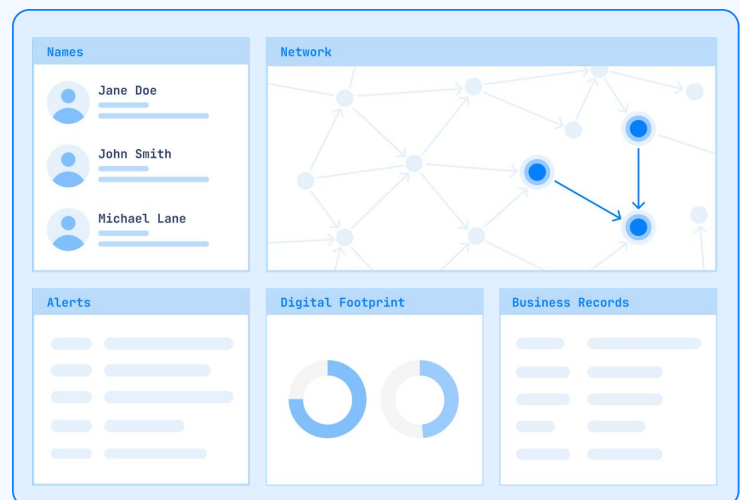 Names
Jane Doe
John Smith
Michael Lane
Network
Alerts
Digital Footprint
Business Records